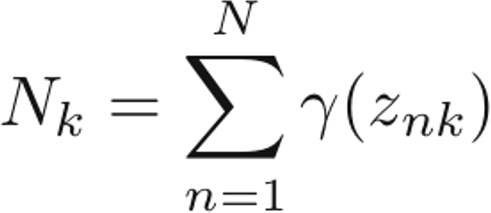 N_k = \sum_{n=1}^{N} \gamma(z_{nk})